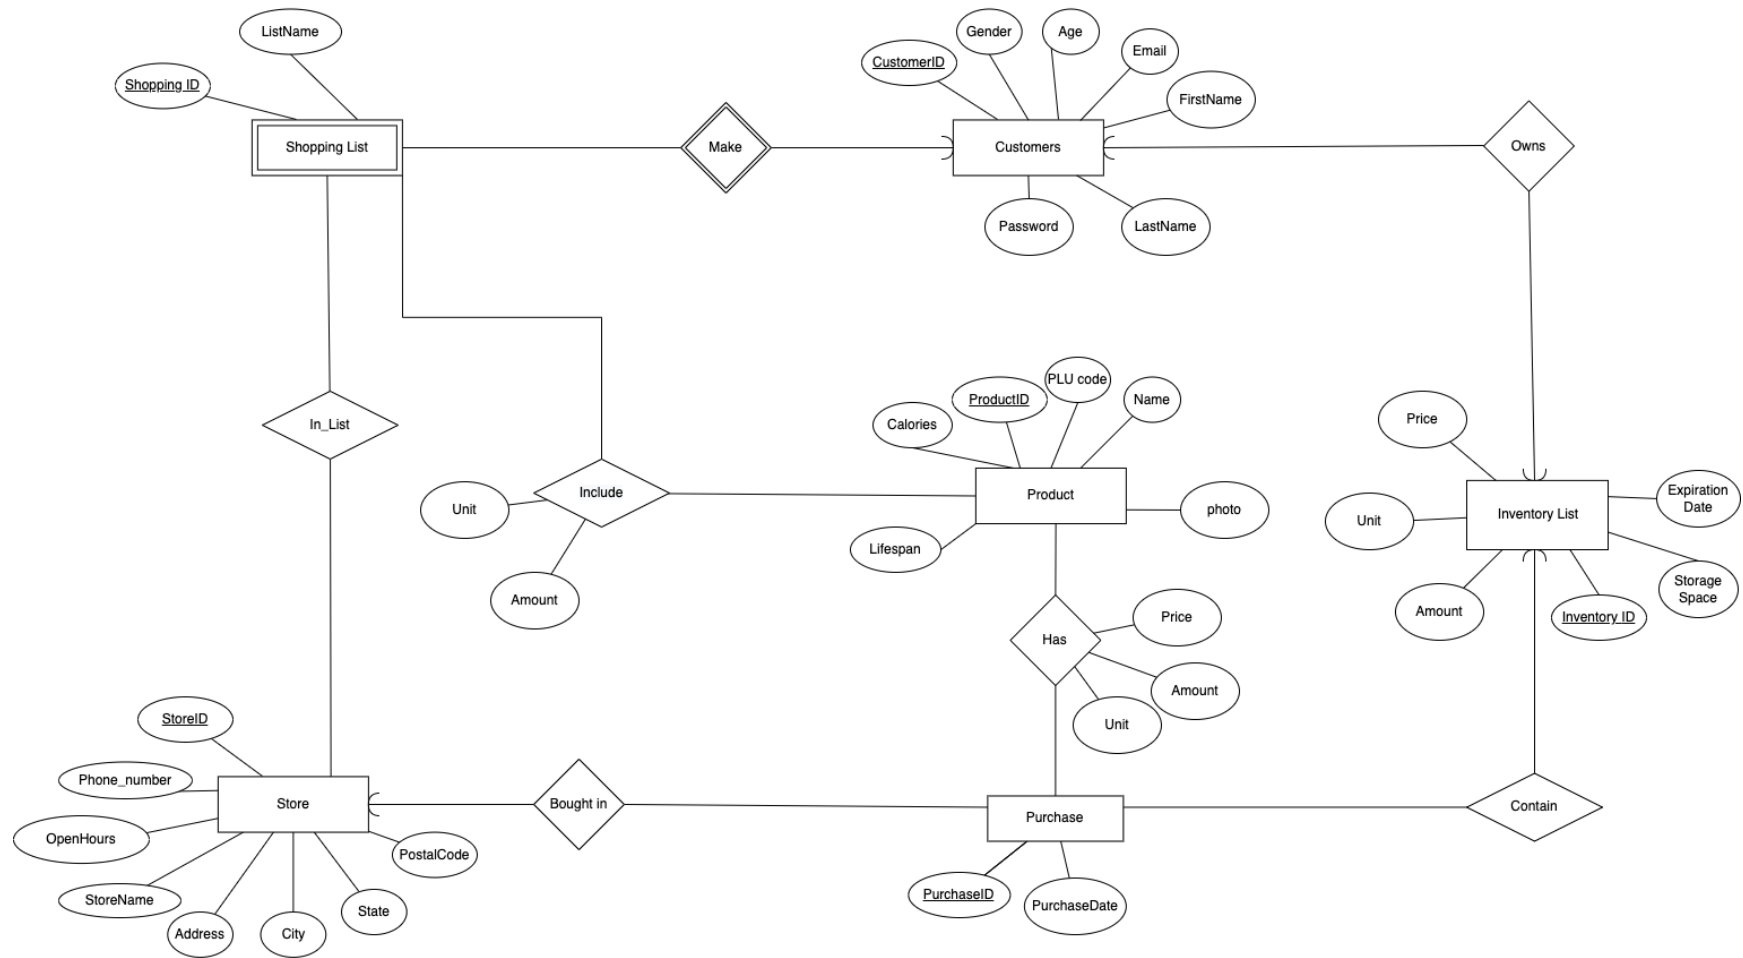 ListName
Shopping ID
Shopping List
Make
Gender
Age
CustomerID
Email
FirstName
Customers
Password
LastName
Owns
In_List
Include
Unit
Amount
Calories
ProductID
PLU code
Name
Product
photo
Lifespan
Has
Price
Amount
Unit
Price
Expiration
Date
Unit
Inventory List
Storage
Space
Amount
Inventory ID
StoreID
Phone_number
Store
OpenHours
PostalCode
StoreName
State
Address
City
Bought in
Purchase
PurchaseID
PurchaseDate
Contain